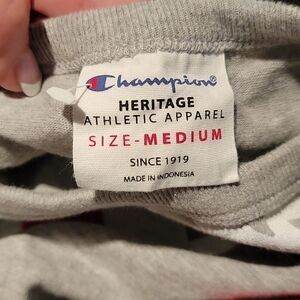 Champion®
HERITAGE
ATHLETIC APPAREL
SIZE-MEDIUM
SINCE 1919
MADE IN INDONESIA